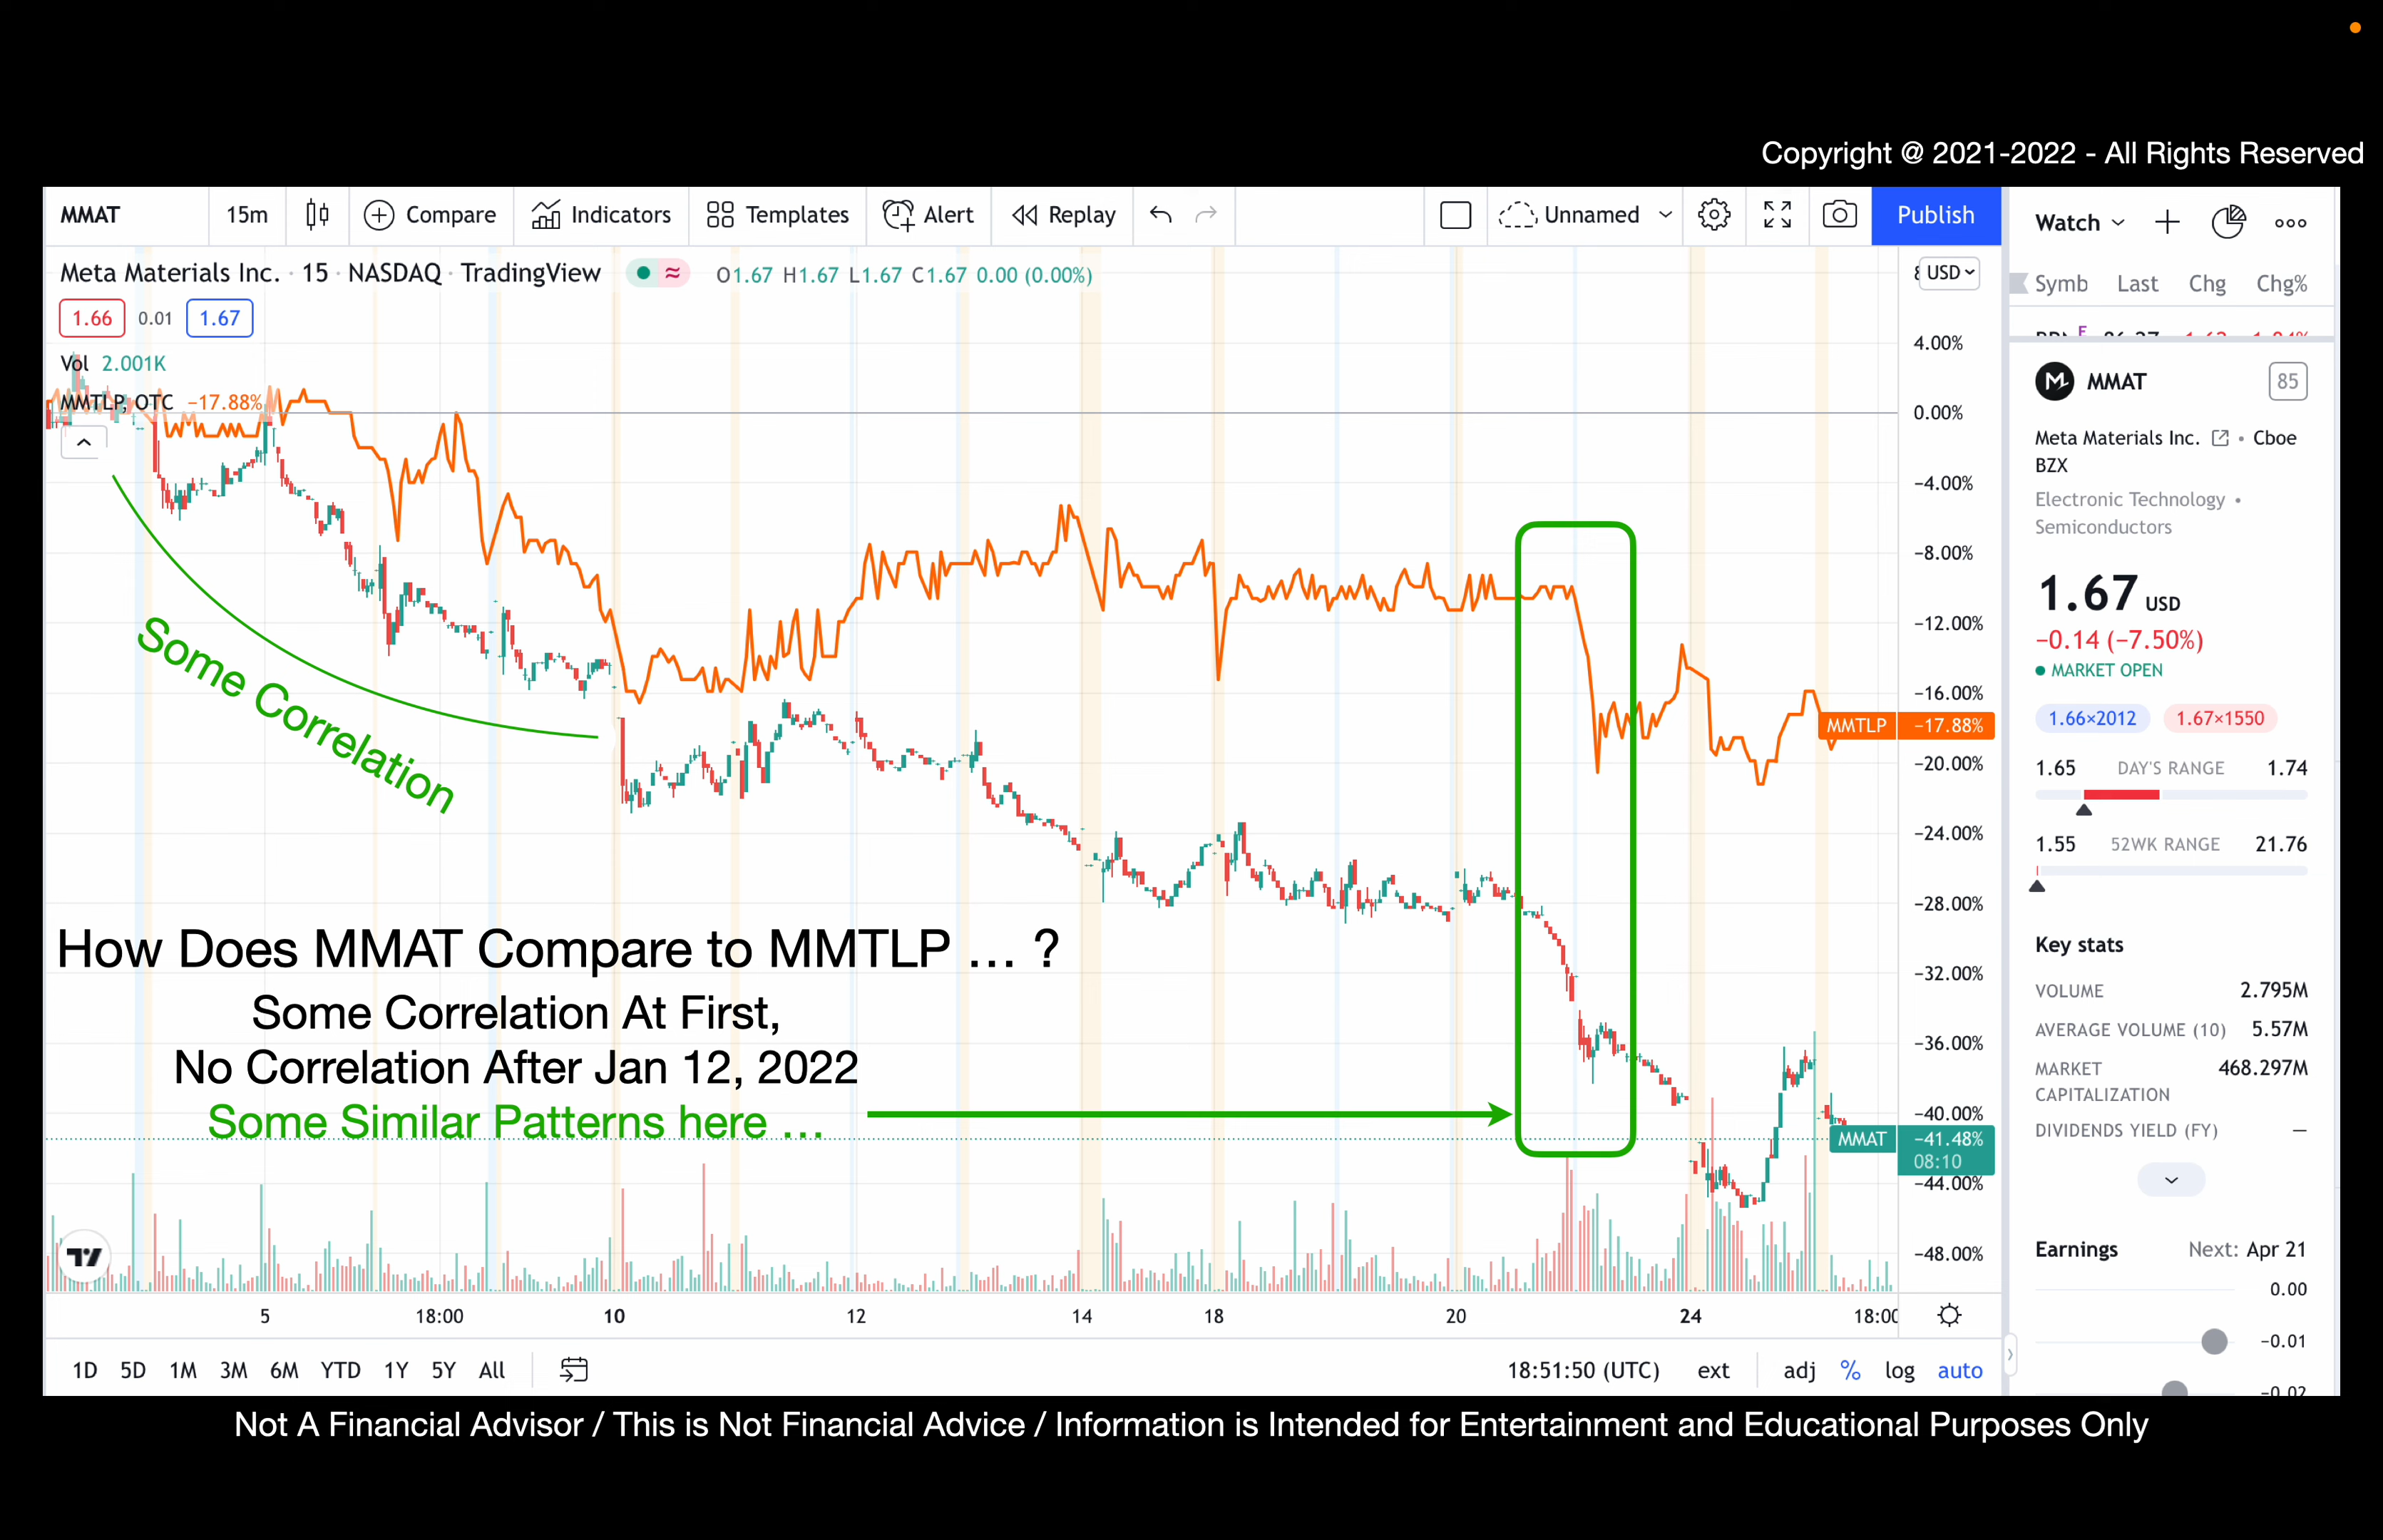 Copyright @ 2021-2022 - All Rights Reserved
MMAT 15m Compare Indicators Templates Alert Replay Unnamed Publish
Meta Materials Inc. · 15 · NASDAQ · TradingView O1.67 H1.67 L1.67 C1.67 0.00 (0.00%)
USD
1.66 0.01 1.67
Vol 2.001K
MMTLP, OTC −17.88%
4.00%
0.00%
−4.00%
−8.00%
−12.00%
−16.00%
MMTLP −17.88%
−20.00%
−24.00%
−28.00%
−32.00%
−36.00%
−40.00%
MMAT −41.48%
08:10
−44.00%
−48.00%
Some Correlation
How Does MMAT Compare to MMTLP ... ?
Some Correlation At First,
No Correlation After Jan 12, 2022
Some Similar Patterns here ...
5 18:00 10 12 14 18 20 24 18:00
1D 5D 1M 3M 6M YTD 1Y 5Y All 18:51:50 (UTC) ext adj % log auto
Watch
Symb Last Chg Chg%
MMAT 85
Meta Materials Inc. • Cboe
BZX
Electronic Technology •
Semiconductors
1.67 USD
−0.14 (−7.50%)
MARKET OPEN
1.66×2012 1.67×1550
1.65 DAY'S RANGE 1.74
1.55 52WK RANGE 21.76
Key stats
VOLUME 2.795M
AVERAGE VOLUME (10) 5.57M
MARKET 468.297M
CAPITALIZATION
DIVIDENDS YIELD (FY) —
Earnings Next: Apr 21
0.00
−0.01
−0.02
Not A Financial Advisor / This is Not Financial Advice / Information is Intended for Entertainment and Educational Purposes Only